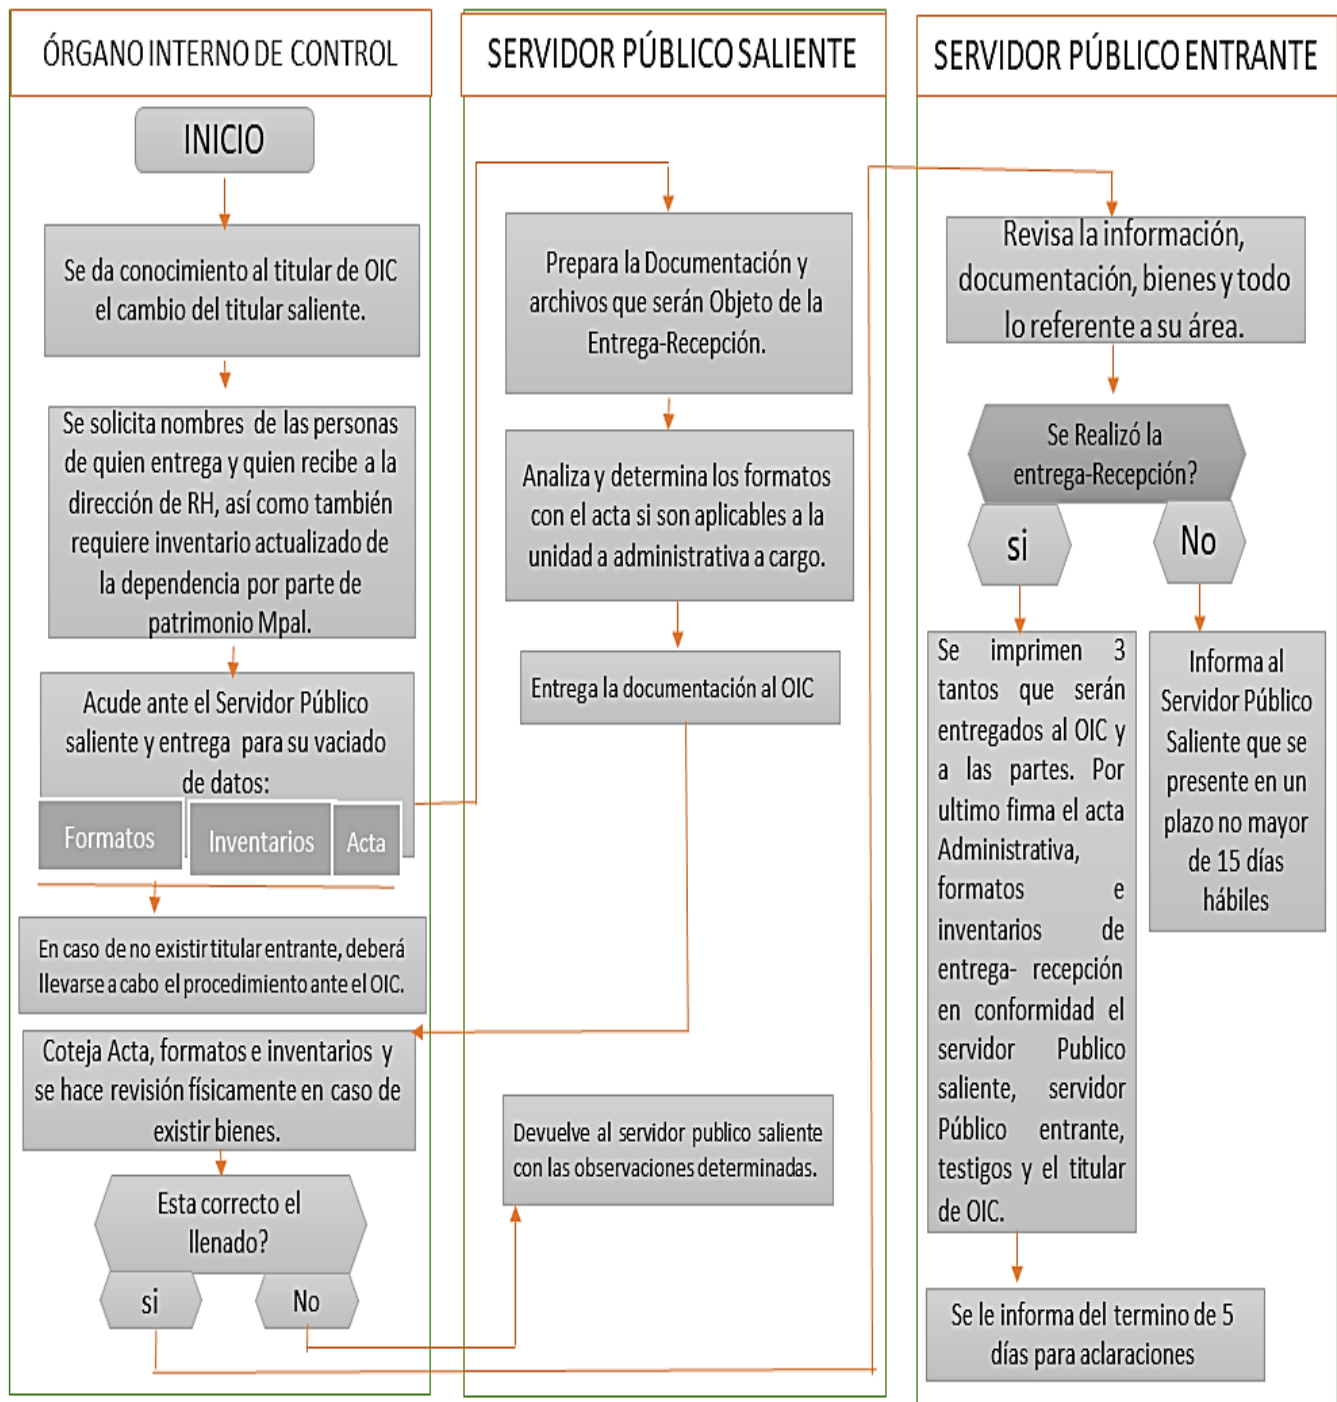 ÓRGANO INTERNO DE CONTROL
INICIO
Se da conocimiento al titular de OIC
el cambio del titular saliente.
Se solicita nombres de las personas
de quien entrega y quien recibe a la
dirección de RH, así como también
requiere inventario actualizado de
la dependencia por parte de
patrimonio Mpal.
Acude ante el Servidor Público
saliente y entrega para su vaciado
de datos:
Formatos
Inventarios
Acta
En caso de no existir titular entrante, deberá
llevarse a cabo el procedimiento ante el OIC.
Coteja Acta, formatos e inventarios y
se hace revisión físicamente en caso de
existir bienes.
Esta correcto el
llenado?
si
No
SERVIDOR PÚBLICO SALIENTE
Prepara la Documentación y
archivos que serán Objeto de la
Entrega-Recepción.
Analiza y determina los formatos
con el acta si son aplicables a la
unidad a administrativa a cargo.
Entrega la documentación al OIC
Devuelve al servidor publico saliente
con las observaciones determinadas.
SERVIDOR PÚBLICO ENTRANTE
Revisa la información,
documentación, bienes y todo
lo referente a su área.
Se Realizó la
entrega-Recepción?
si
No
Se imprimen 3
tantos que serán
entregados al OIC y
a las partes. Por
ultimo firma el acta
Administrativa,
formatos e
inventarios de
entrega- recepción
en conformidad el
servidor Publico
saliente, servidor
Público entrante,
testigos y el titular
de OIC.
Informa al
Servidor Público
Saliente que se
presente en un
plazo no mayor
de 15 días
hábiles
Se le informa del termino de 5
días para aclaraciones